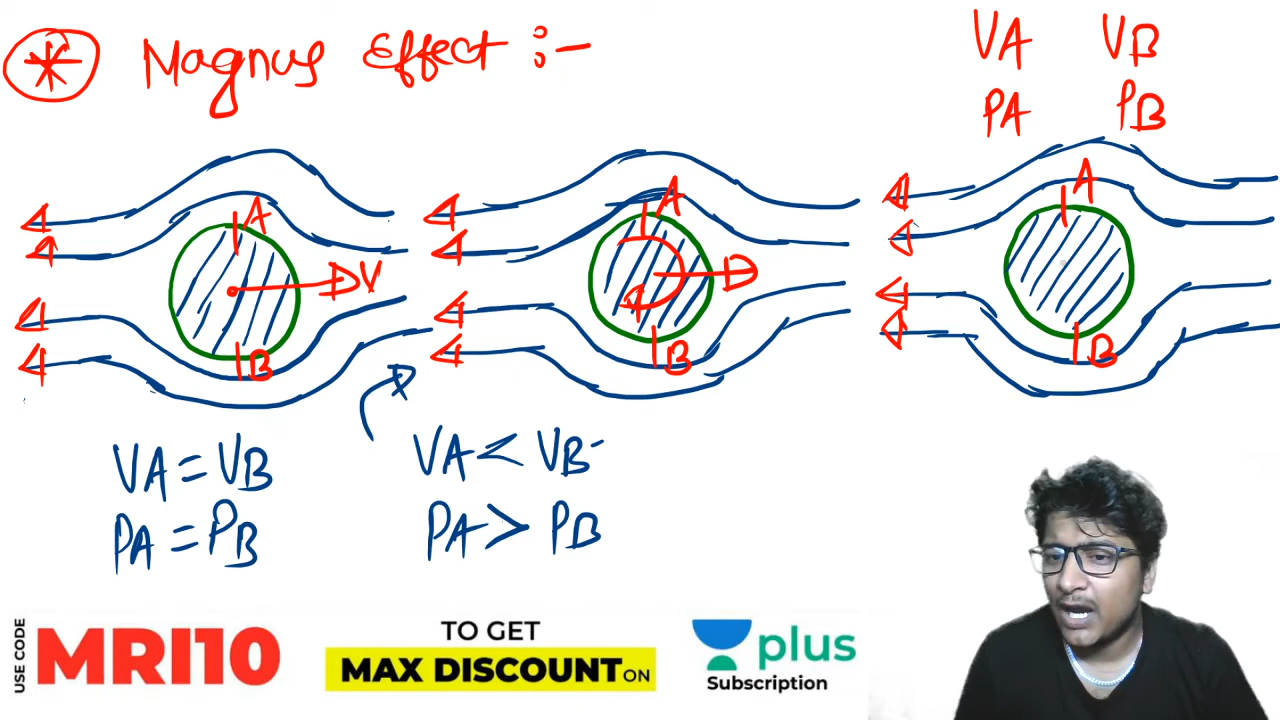 * Magnus Effect :-
VA VB
PA PB
A
V
B
A
B
A
B
VA = VB
PA = PB
VA < VB
PA > PB
USE CODE
MRI10
TO GET
MAX DISCOUNT ON
plus
Subscription